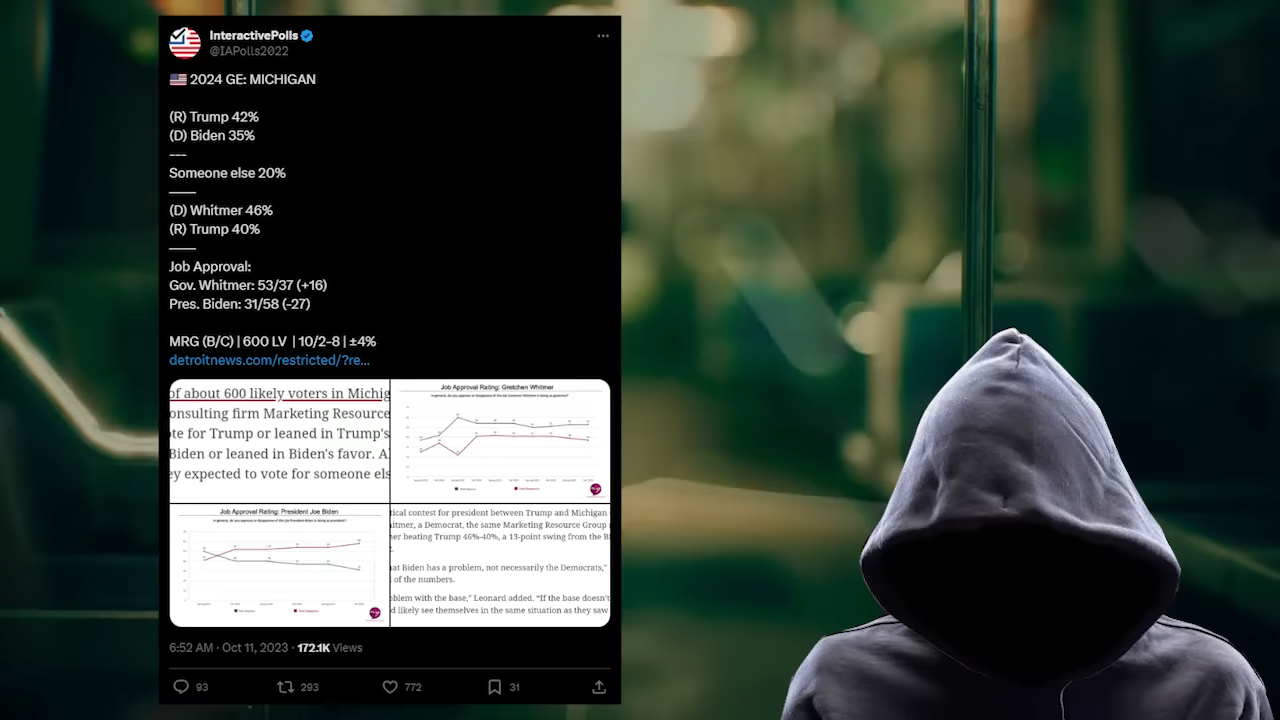 InteractivePolls
@IAPolls2022
2024 GE: MICHIGAN
(R) Trump 42%
(D) Biden 35%
---
Someone else 20%
——
(D) Whitmer 46%
(R) Trump 40%
——
Job Approval:
Gov. Whitmer: 53/37 (+16)
Pres. Biden: 31/58 (-27)
MRG (B/C) | 600 LV | 10/2-8 | ±4%
detroitnews.com/restricted/?re...
of about 600 likely voters in Michig
onsulting firm Marketing Resource
te for Trump or leaned in Trump's
Biden or leaned in Biden's favor. A
ey expected to vote for someone els
Job Approval Rating: Gretchen Whitmer
Job Approval Rating: President Joe Biden
ical contest for president between Trump and Michigan
itmer, a Democrat, the same Marketing Resource Group
er beating Trump 46%-40%, a 13-point swing from the B
at Biden has a problem, not necessarily the Democrats,"
of the numbers.
oblem with the base," Leonard added. "If the base doesn't
d likely see themselves in the same situation as they saw
6:52 AM · Oct 11, 2023 · 172.1K Views
93 293 772 31